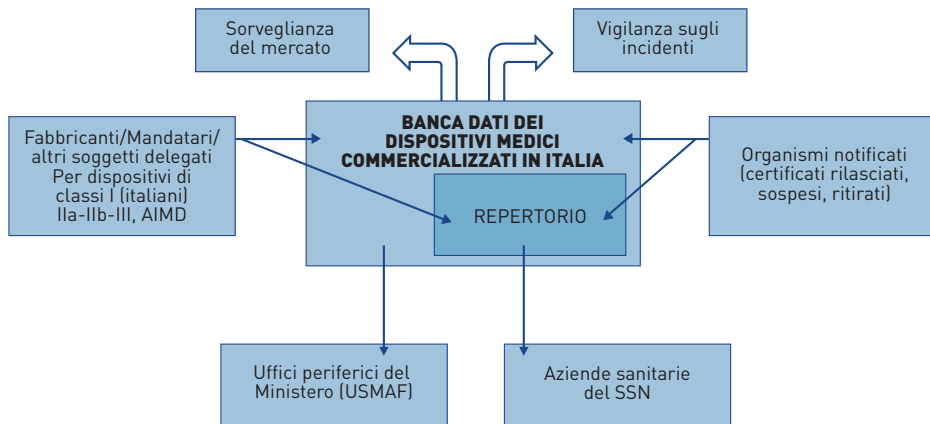 Sorveglianza
del mercato
Vigilanza sugli
incidenti
BANCA DATI DEI
DISPOSITIVI MEDICI
COMMERCIALIZZATI IN ITALIA
Fabbricanti/Mandatari/
altri soggetti delegati
Per dispositivi di
classi I (italiani)
IIa-IIb-III, AIMD
REPERTORIO
Organismi notificati
(certificati rilasciati,
sospesi, ritirati)
Uffici periferici del
Ministero (USMAF)
Aziende sanitarie
del SSN